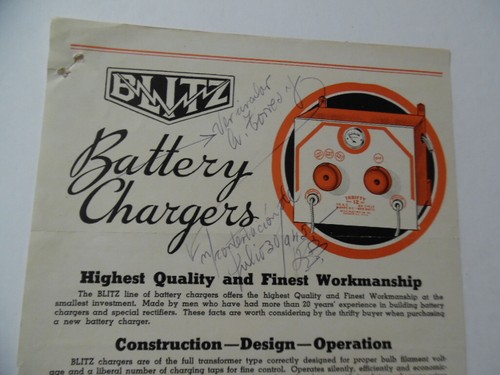 BLITZ
Battery
Chargers
Highest Quality and Finest Workmanship
The BLITZ line of battery chargers offers the highest Quality and Finest Workmanship at the
smallest investment. Made by men who have had more than 20 years' experience in building battery
chargers and special rectifiers. These facts are worth considering by the thrifty buyer when purchasing
a new battery charger.
Construction—Design—Operation
BLITZ chargers are of the full transformer type correctly designed for proper bulb filament volt-
age and a liberal number of charging taps for fine control. Operates silently, efficiently and economic-